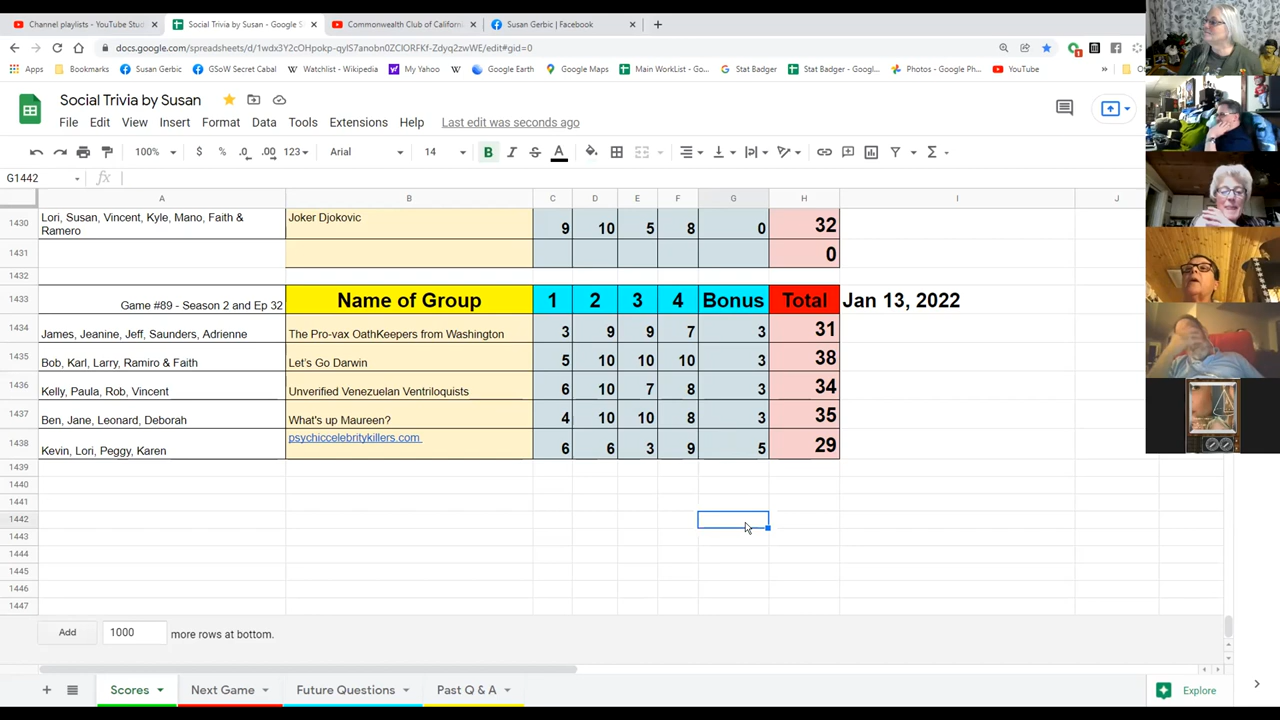 Channel playlists - YouTube Stud
Social Trivia by Susan - Google S
Commonwealth Club of Californi
Susan Gerbic | Facebook
docs.google.com/spreadsheets/d/1wdx3Y2cOHpokp-qyIS7anobn0ZCIORFKf-Zdyq2zwWE/edit#gid=0
Apps Bookmarks Susan Gerbic GSoW Secret Cabal Watchlist - Wikipedia My Yahoo Google Earth Google Maps Main WorkList - Go... Stat Badger Stat Badger - Googl... Photos - Google Ph... YouTube
Social Trivia by Susan
File Edit View Insert Format Data Tools Extensions Help Last edit was seconds ago
100% $ % .0 .00 123 Arial 14 B I S A
G1442 fx
A B C D E F G H I J
1430 Lori, Susan, Vincent, Kyle, Mano, Faith & Joker Djokovic 9 10 5 8 0 32
Ramero
1431 0
1432
1433 Game #89 - Season 2 and Ep 32 Name of Group 1 2 3 4 Bonus Total Jan 13, 2022
1434 James, Jeanine, Jeff, Saunders, Adrienne The Pro-vax OathKeepers from Washington 3 9 9 7 3 31
1435 Bob, Karl, Larry, Ramiro & Faith Let's Go Darwin 5 10 10 10 3 38
1436 Kelly, Paula, Rob, Vincent Unverified Venezuelan Ventriloquists 6 10 7 8 3 34
1437 Ben, Jane, Leonard, Deborah What's up Maureen? 4 10 10 8 3 35
1438 Kevin, Lori, Peggy, Karen psychiccelebritykillers.com 6 6 3 9 5 29
1439
1440
1441
1442
1443
1444
1445
1446
1447
Add 1000 more rows at bottom.
Scores Next Game Future Questions Past Q & A Explore